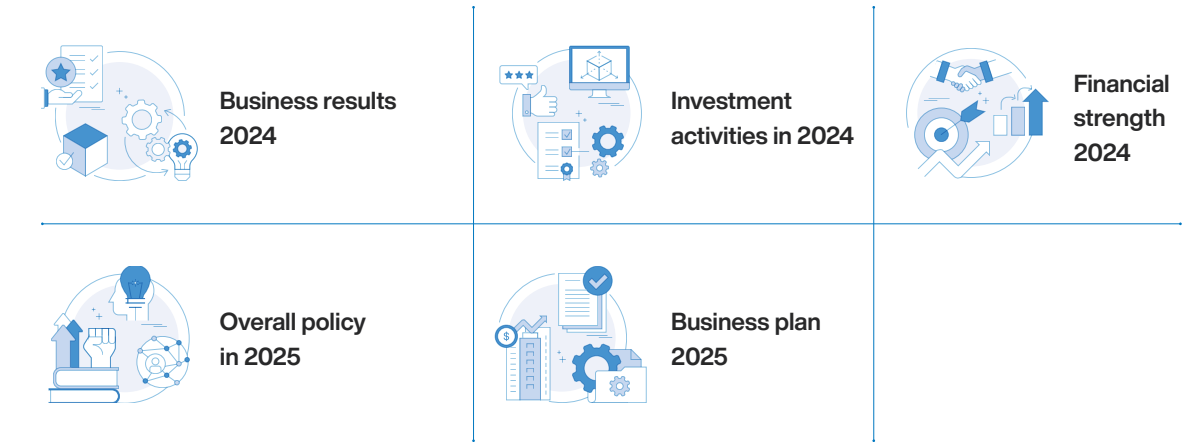 Business results
2024
Investment
activities in 2024
Financial
strength
2024
Overall policy
in 2025
Business plan
2025
$